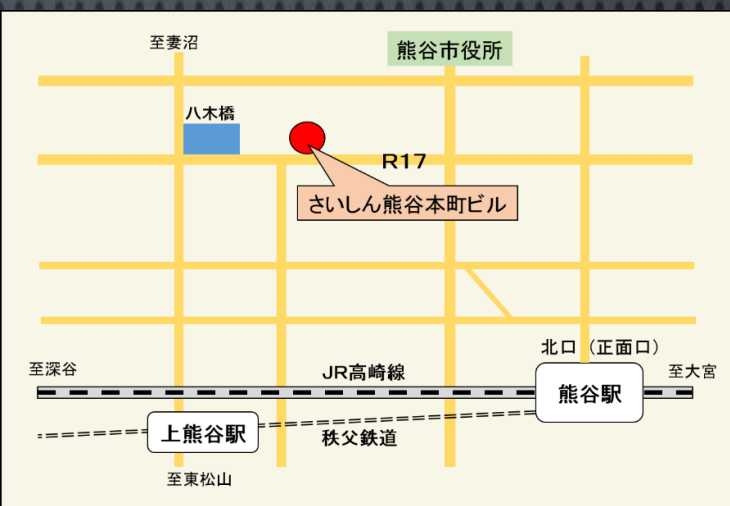 至妻沼
熊谷市役所
八木橋
R17
さいしん熊谷本町ビル
北口（正面口）
至深谷
JR高崎線
至大宮
熊谷駅
上熊谷駅
秩父鉄道
至東松山